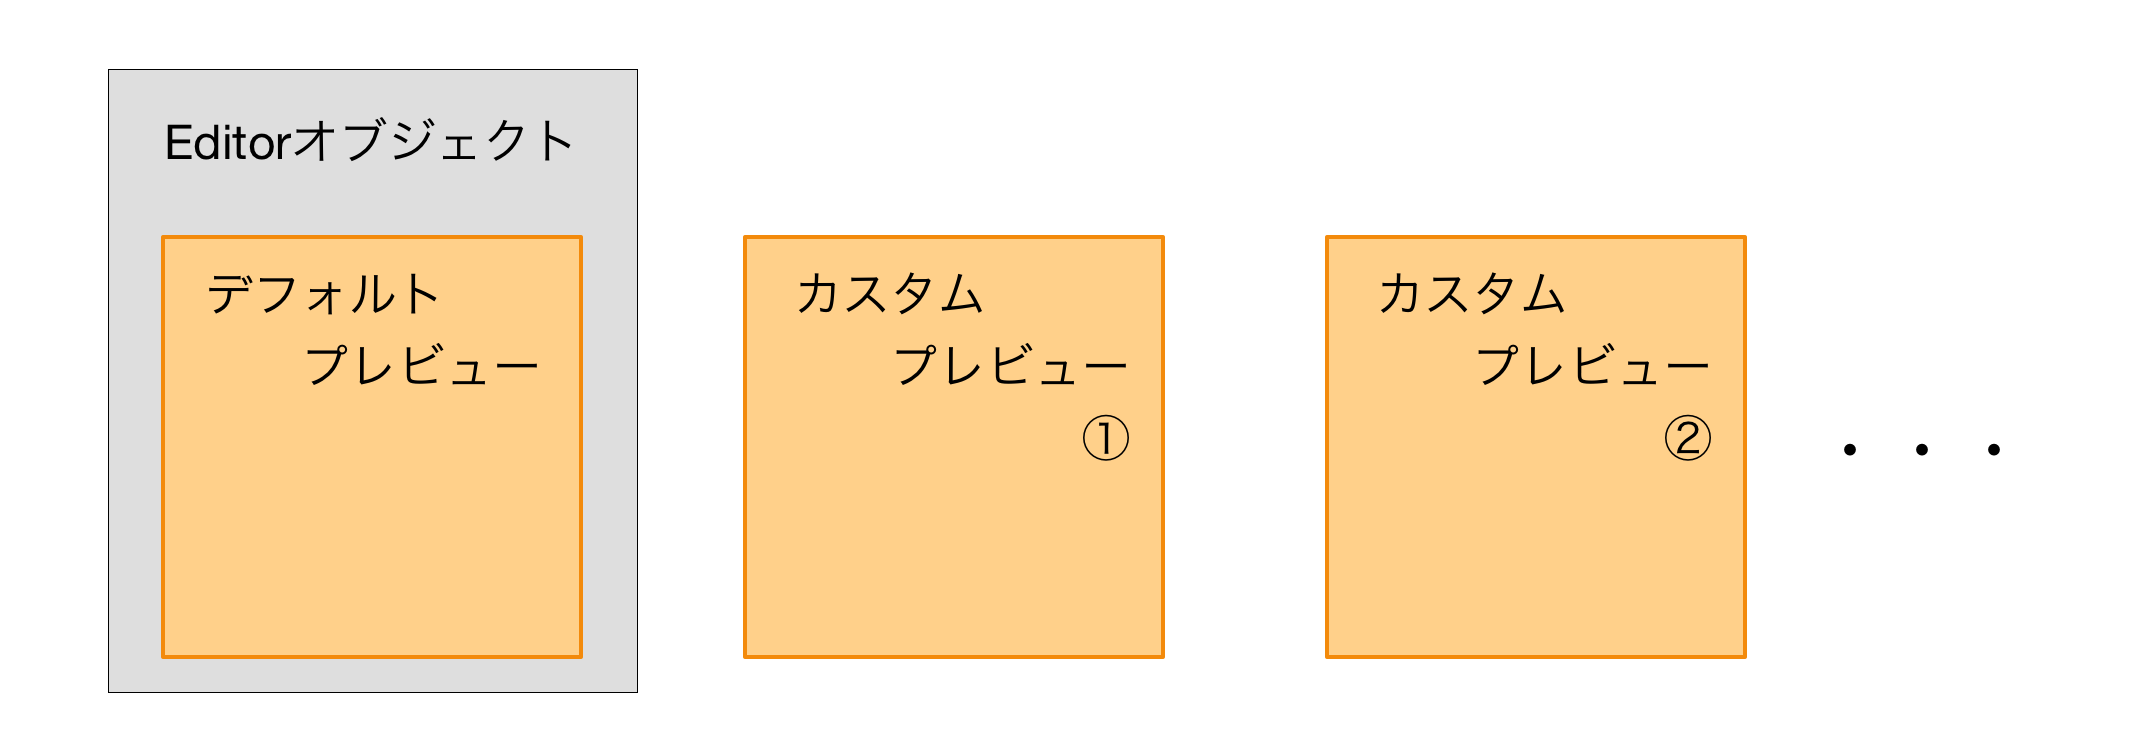 Editorオブジェクト
デフォルト
プレビュー
カスタム
プレビュー
①
カスタム
プレビュー
②
・・・